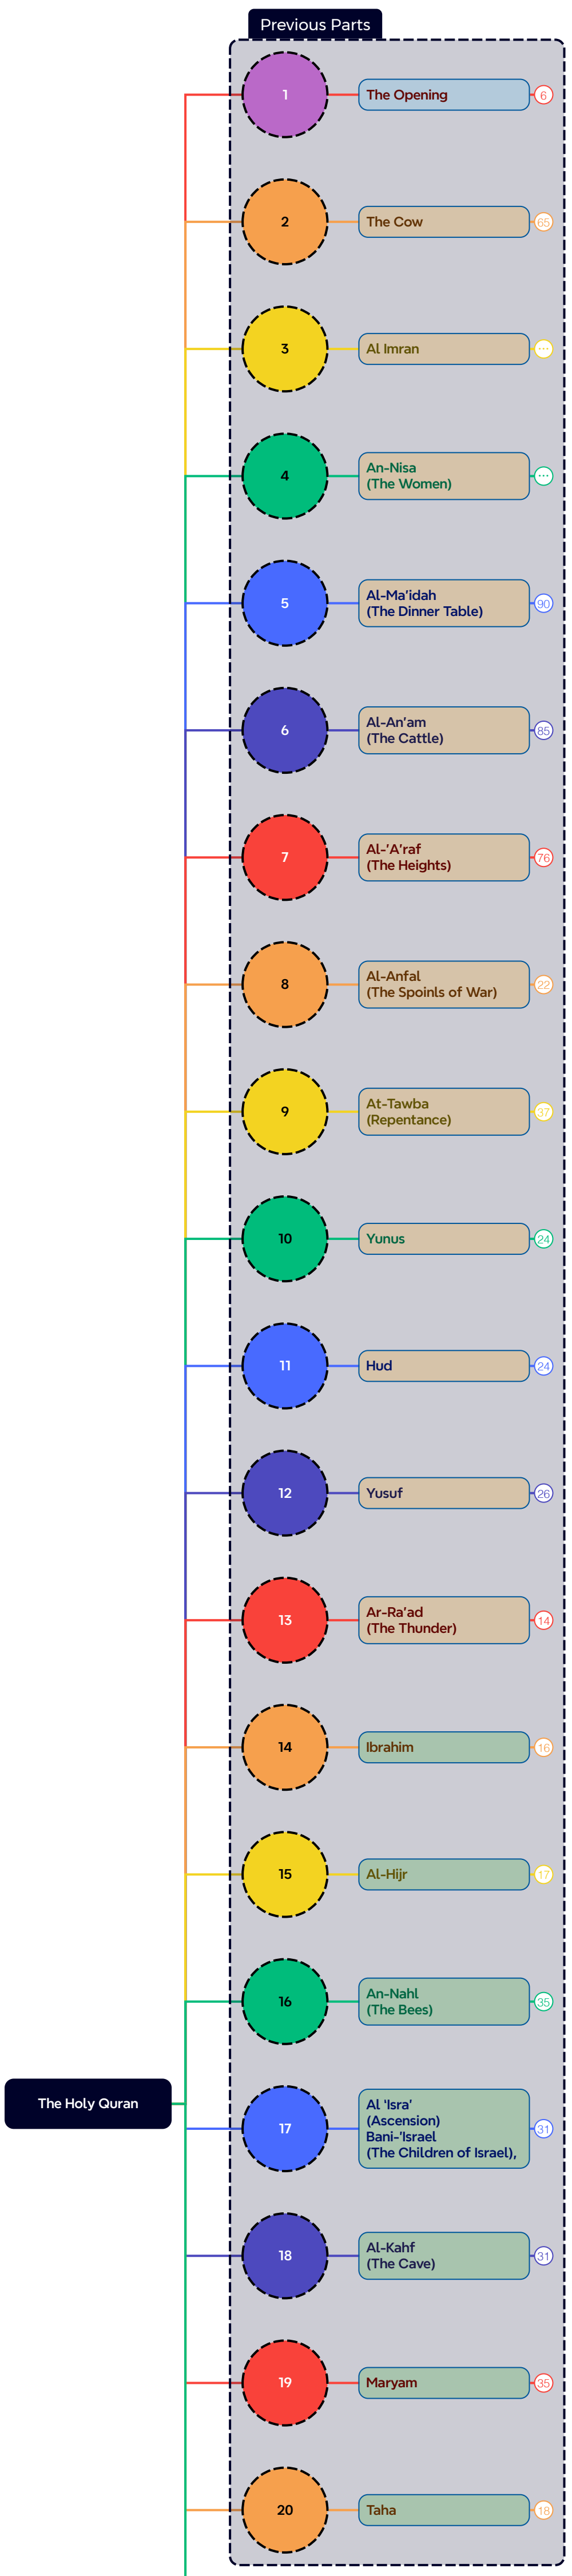 Previous Parts
1
The Opening
6
2
The Cow
65
3
Al Imran
...
4
An-Nisa
(The Women)
...
5
Al-Ma'idah
(The Dinner Table)
90
6
Al-An'am
(The Cattle)
85
7
Al-'A'raf
(The Heights)
76
8
Al-Anfal
(The Spoinls of War)
22
9
At-Tawba
(Repentance)
37
10
Yunus
24
11
Hud
24
12
Yusuf
26
13
Ar-Ra'ad
(The Thunder)
14
14
Ibrahim
16
15
Al-Hijr
17
16
An-Nahl
(The Bees)
35
The Holy Quran
17
Al 'Isra'
(Ascension)
Bani-'Israel
(The Children of Israel),
31
18
Al-Kahf
(The Cave)
31
19
Maryam
35
20
Taha
18